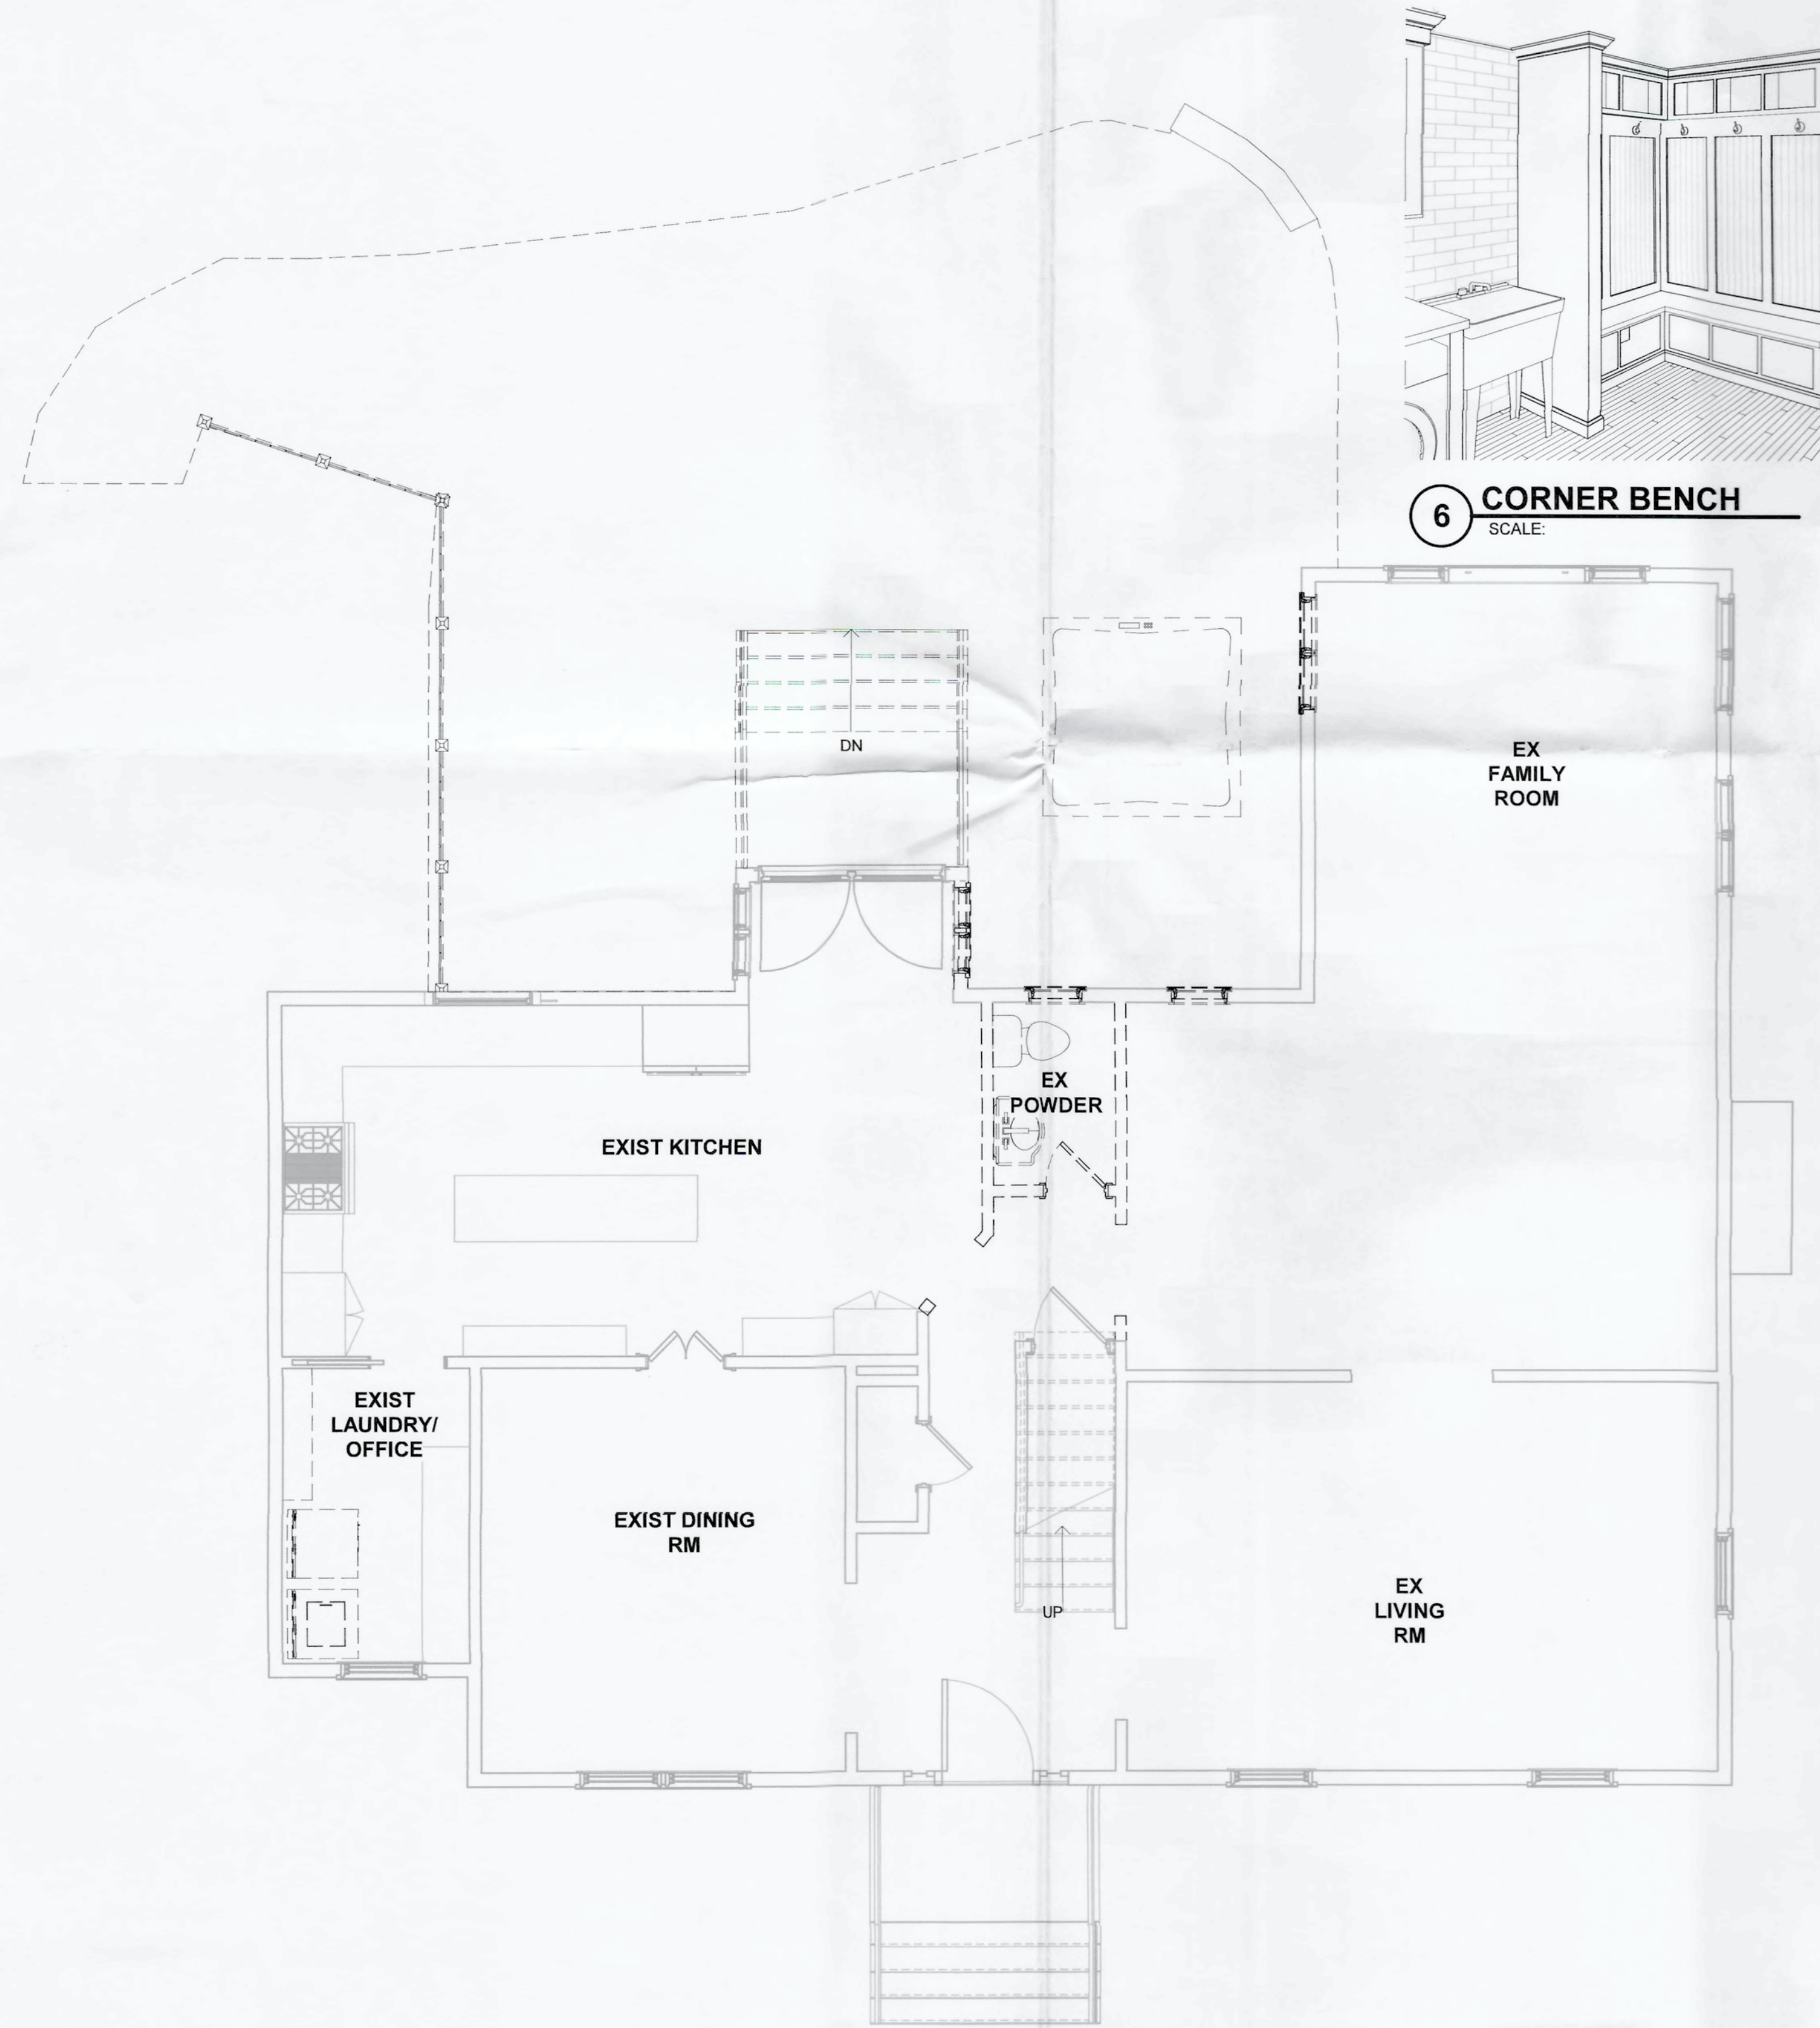 6 CORNER BENCH
SCALE:
DN
EX
FAMILY
ROOM
EX
POWDER
EXIST KITCHEN
EXIST
LAUNDRY/
OFFICE
EXIST DINING
RM
EX
LIVING
RM
UP